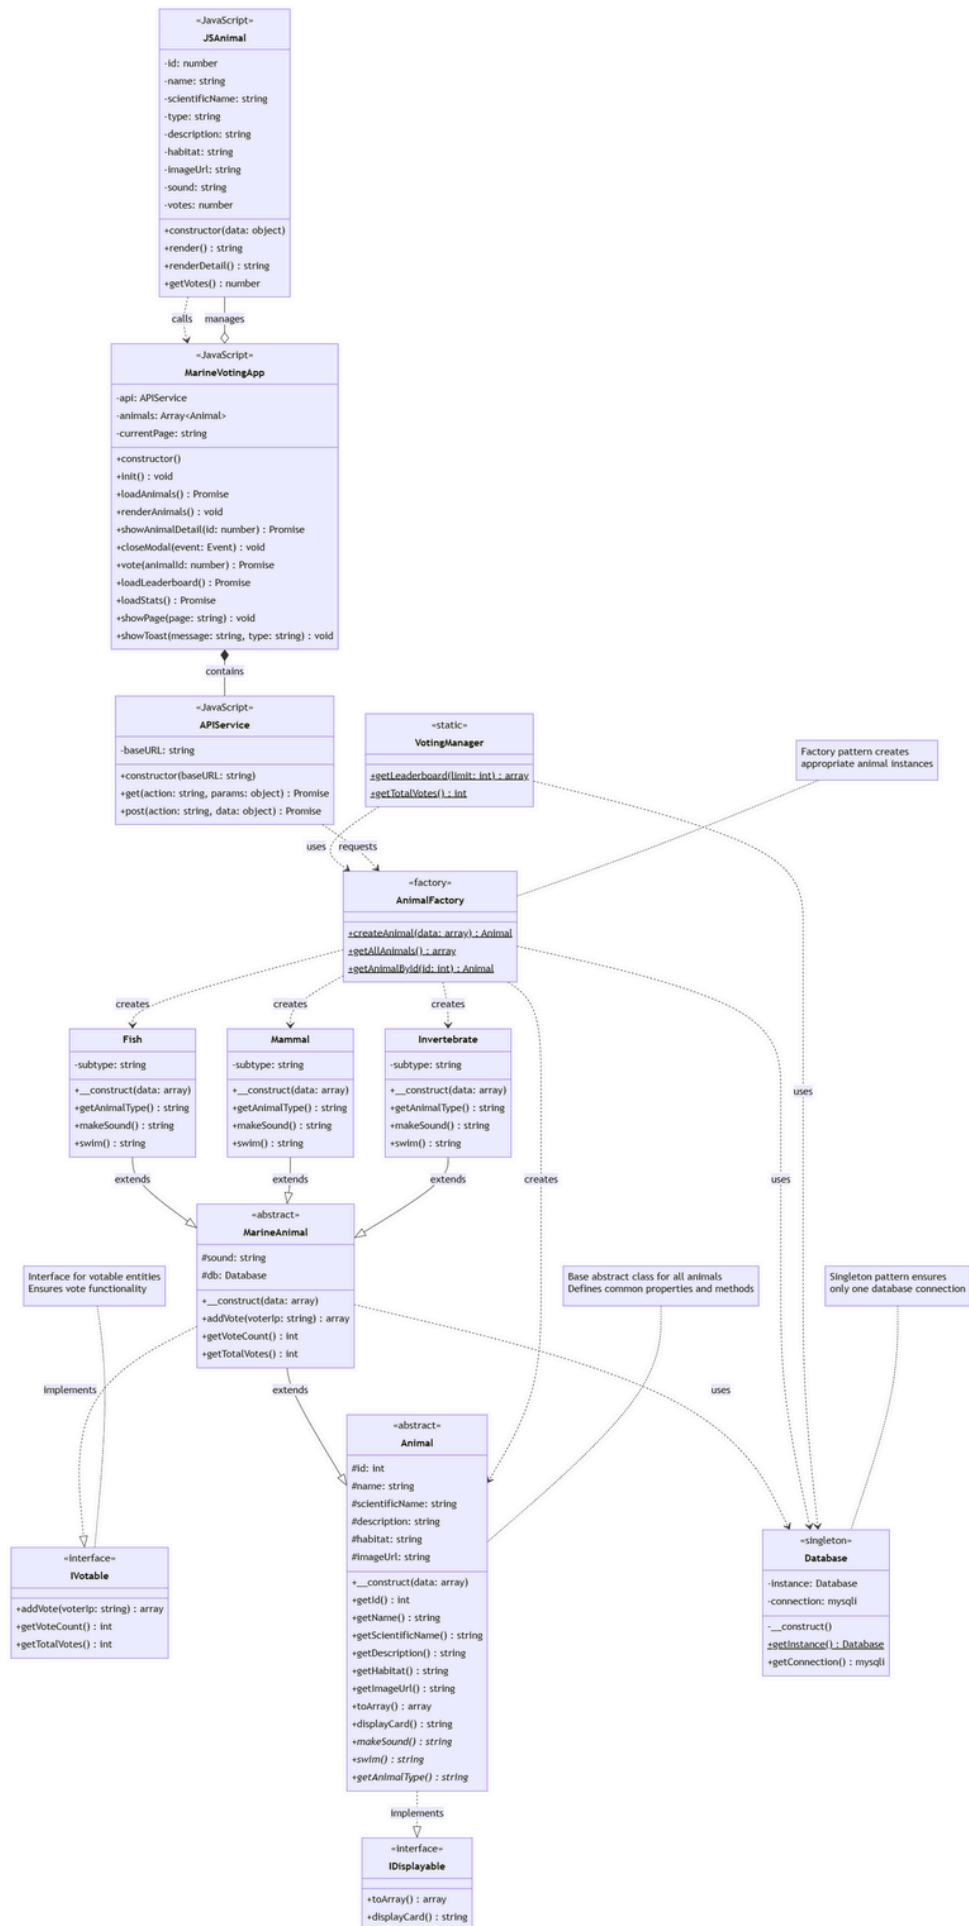 «JavaScript»
JSAnimal
-id: number
-name: string
-scientificName: string
-type: string
-description: string
-habitat: string
-imageUrl: string
-sound: string
-votes: number
+constructor(data: object)
+render() : string
+renderDetail() : string
+getVotes() : number
calls
manages
«JavaScript»
MarineVotingApp
-api: APIService
-animals: Array<Animal>
-currentPage: string
+constructor()
+init() : void
+loadAnimals() : Promise
+renderAnimals() : void
+showAnimalDetail(id: number) : Promise
+closeModal(event: Event) : void
+vote(animalId: number) : Promise
+loadLeaderboard() : Promise
+loadStats() : Promise
+showPage(page: string) : void
+showToast(message: string, type: string) : void
contains
«JavaScript»
APIService
-baseURL: string
+constructor(baseURL: string)
+get(action: string, params: object) : Promise
+post(action: string, data: object) : Promise
«static»
VotingManager
+getLeaderboard(limit: int) : array
+getTotalVotes() : int
Factory pattern creates
appropriate animal instances
uses
requests
«factory»
AnimalFactory
+createAnimal(data: array) : Animal
+getAllAnimals() : array
+getAnimalById(id: int) : Animal
creates
creates
creates
uses
Fish
-subtype: string
+__construct(data: array)
+getAnimalType() : string
+makeSound() : string
+swim() : string
Mammal
-subtype: string
+__construct(data: array)
+getAnimalType() : string
+makeSound() : string
+swim() : string
Invertebrate
-subtype: string
+__construct(data: array)
+getAnimalType() : string
+makeSound() : string
+swim() : string
extends
extends
extends
creates
uses
«abstract»
MarineAnimal
#sound: string
#db: Database
+__construct(data: array)
+addVote(voterIp: string) : array
+getVoteCount() : int
+getTotalVotes() : int
Interface for votable entities
Ensures vote functionality
Base abstract class for all animals
Defines common properties and methods
Singleton pattern ensures
only one database connection
implements
extends
uses
«abstract»
Animal
#id: int
#name: string
#scientificName: string
#description: string
#habitat: string
#imageUrl: string
+__construct(data: array)
+getId() : int
+getName() : string
+getScientificName() : string
+getDescription() : string
+getHabitat() : string
+getImageUrl() : string
+toArray() : array
+displayCard() : string
+makeSound() : string
+swim() : string
+getAnimalType() : string
«interface»
IVotable
+addVote(voterIp: string) : array
+getVoteCount() : int
+getTotalVotes() : int
«singleton»
Database
-instance: Database
-connection: mysqli
-__construct()
+getInstance() : Database
+getConnection() : mysqli
implements
«interface»
IDisplayable
+toArray() : array
+displayCard() : string